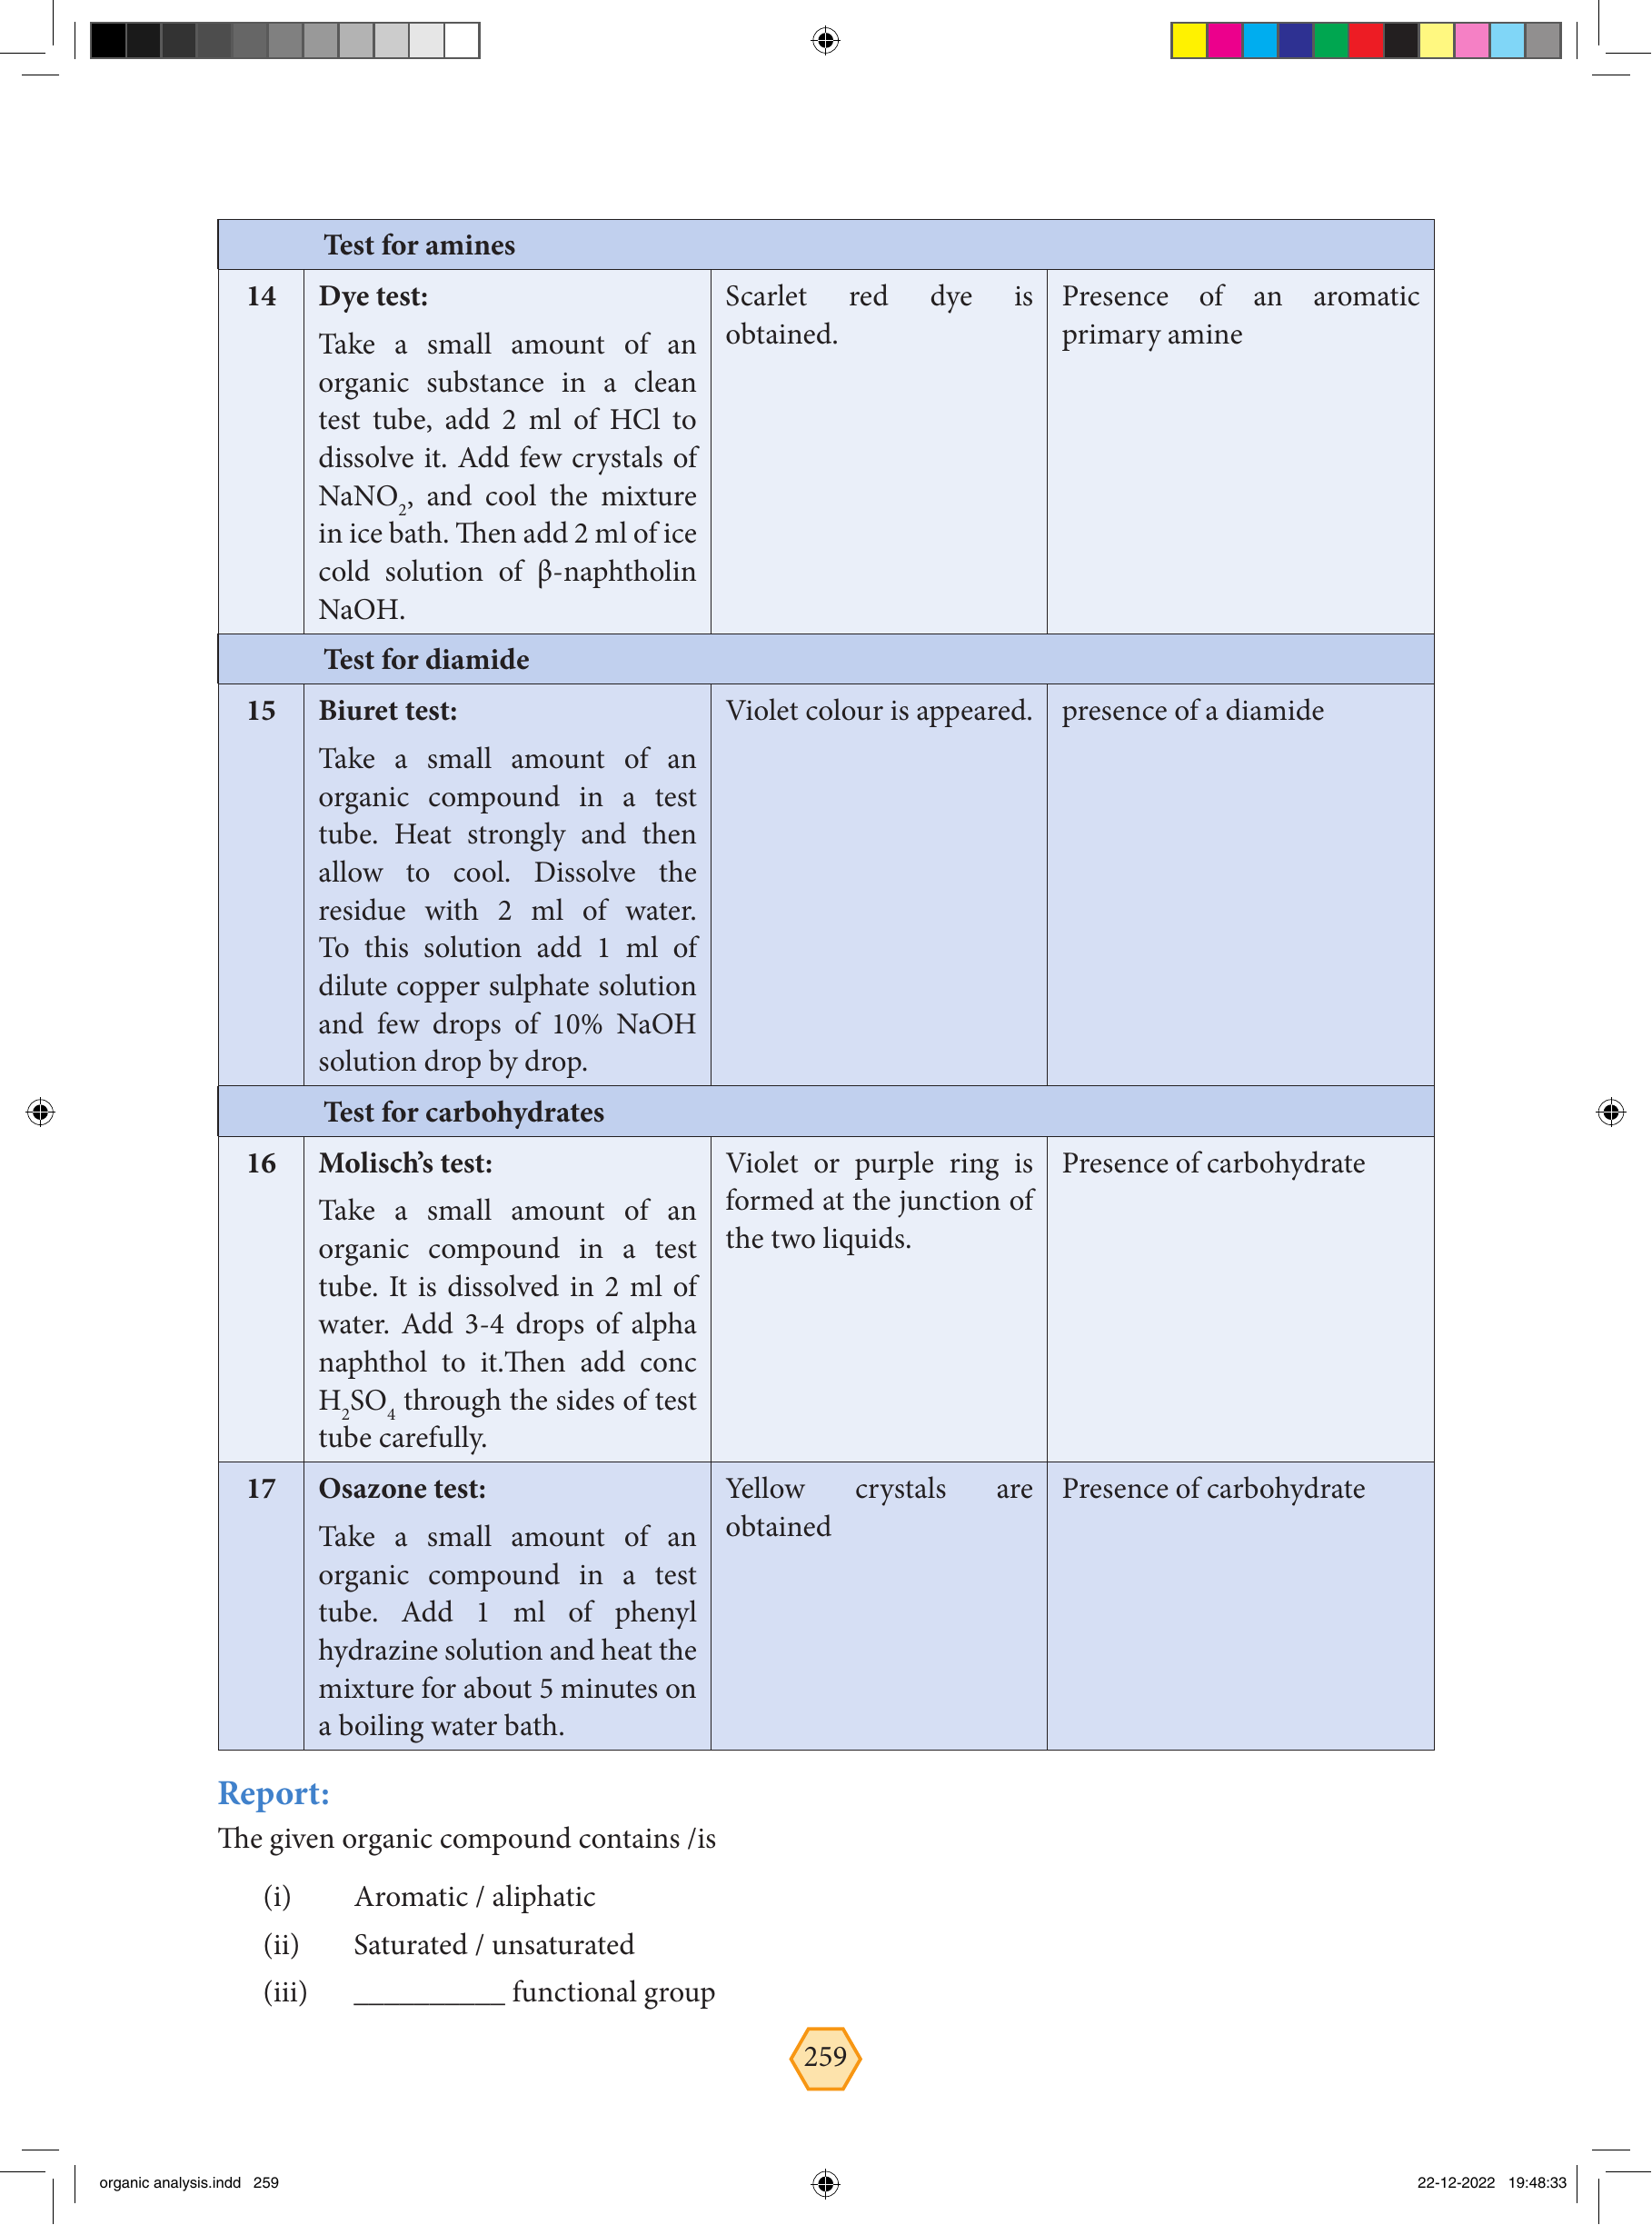 Test for amines
14
Dye test:
Take a small amount of an
organic substance in a clean
test tube, add 2 ml of HCl to
dissolve it. Add few crystals of
NaNO₂, and cool the mixture
in ice bath. Then add 2 ml of ice
cold solution of β-naphtholin
NaOH.
Scarlet red dye is
obtained.
Presence of an aromatic
primary amine
Test for diamide
15
Biuret test:
Take a small amount of an
organic compound in a test
tube. Heat strongly and then
allow to cool. Dissolve the
residue with 2 ml of water.
To this solution add 1 ml of
dilute copper sulphate solution
and few drops of 10% NaOH
solution drop by drop.
Violet colour is appeared.
presence of a diamide
Test for carbohydrates
16
Molisch’s test:
Take a small amount of an
organic compound in a test
tube. It is dissolved in 2 ml of
water. Add 3-4 drops of alpha
naphthol to it.Then add conc
H₂SO₄ through the sides of test
tube carefully.
Violet or purple ring is
formed at the junction of
the two liquids.
Presence of carbohydrate
17
Osazone test:
Take a small amount of an
organic compound in a test
tube. Add 1 ml of phenyl
hydrazine solution and heat the
mixture for about 5 minutes on
a boiling water bath.
Yellow crystals are
obtained
Presence of carbohydrate
Report:
The given organic compound contains /is
(i) Aromatic / aliphatic
(ii) Saturated / unsaturated
(iii) __________ functional group
259
organic analysis.indd 259
22-12-2022 19:48:33